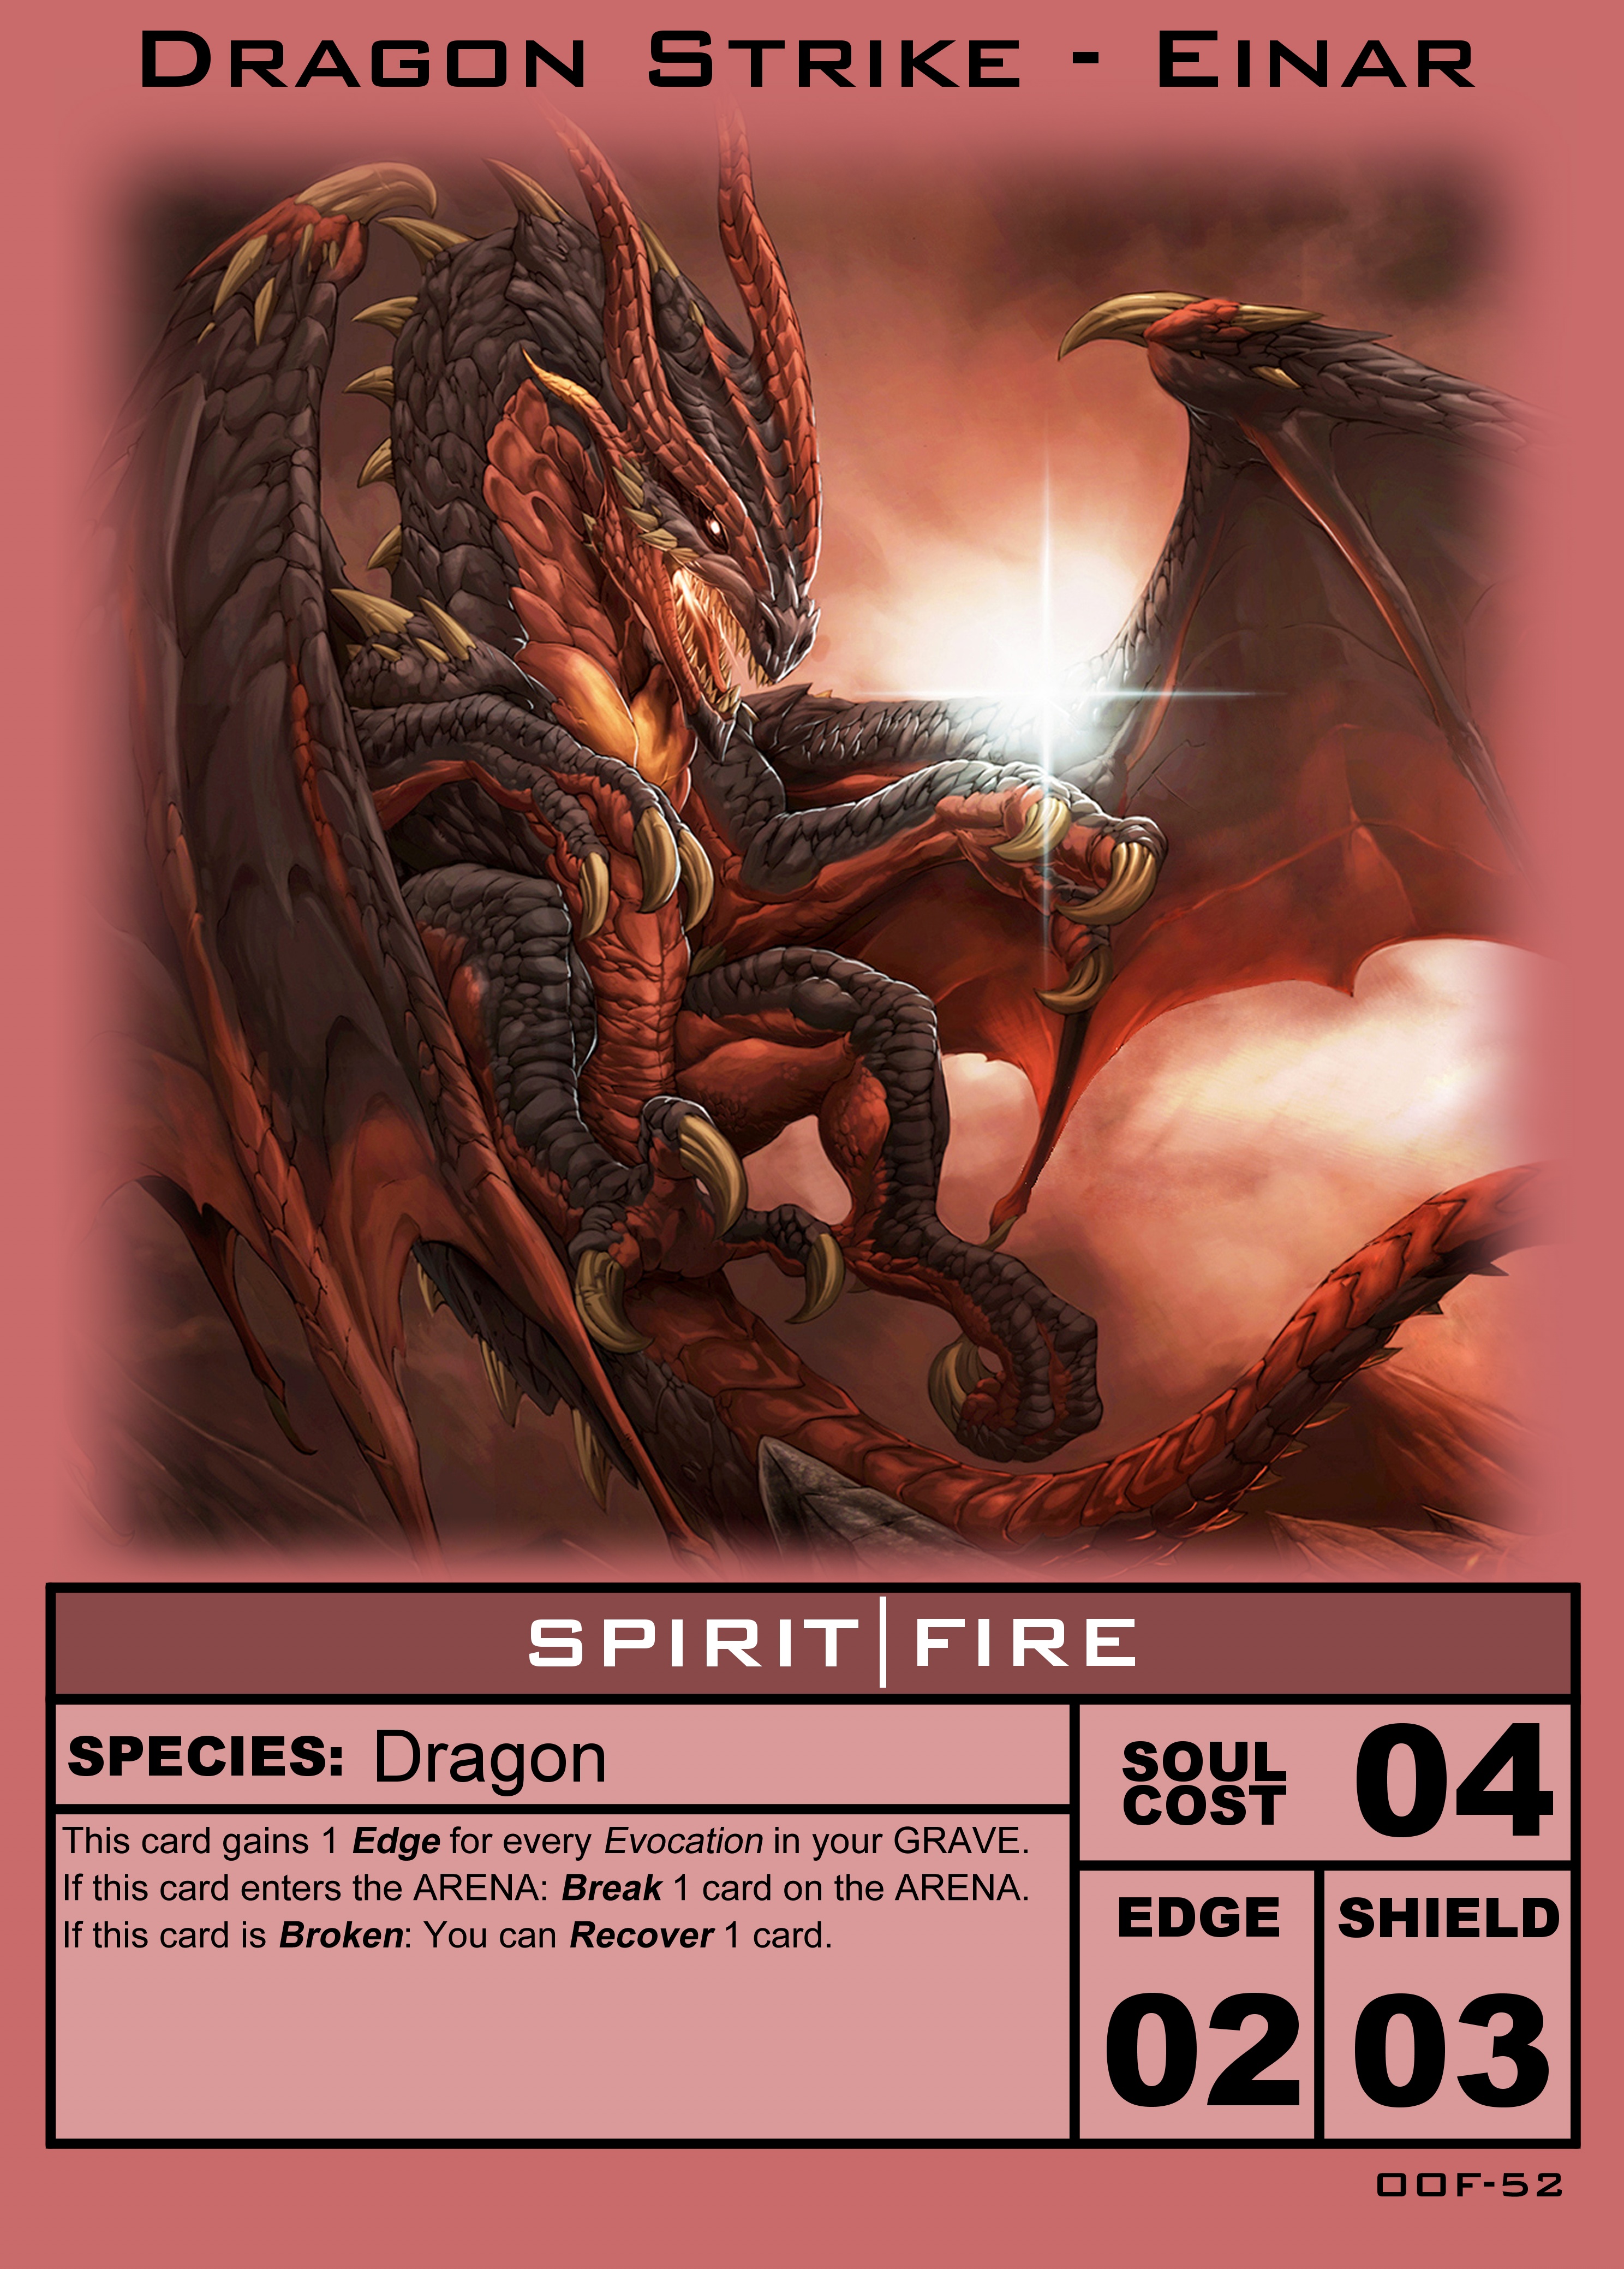 DRAGON STRIKE - EINAR
SPIRIT|FIRE
SPECIES: Dragon
SOUL COST 04
This card gains 1 Edge for every Evocation in your GRAVE.
If this card enters the ARENA: Break 1 card on the ARENA.
If this card is Broken: You can Recover 1 card.
EDGE
02
SHIELD
03
OOF-52